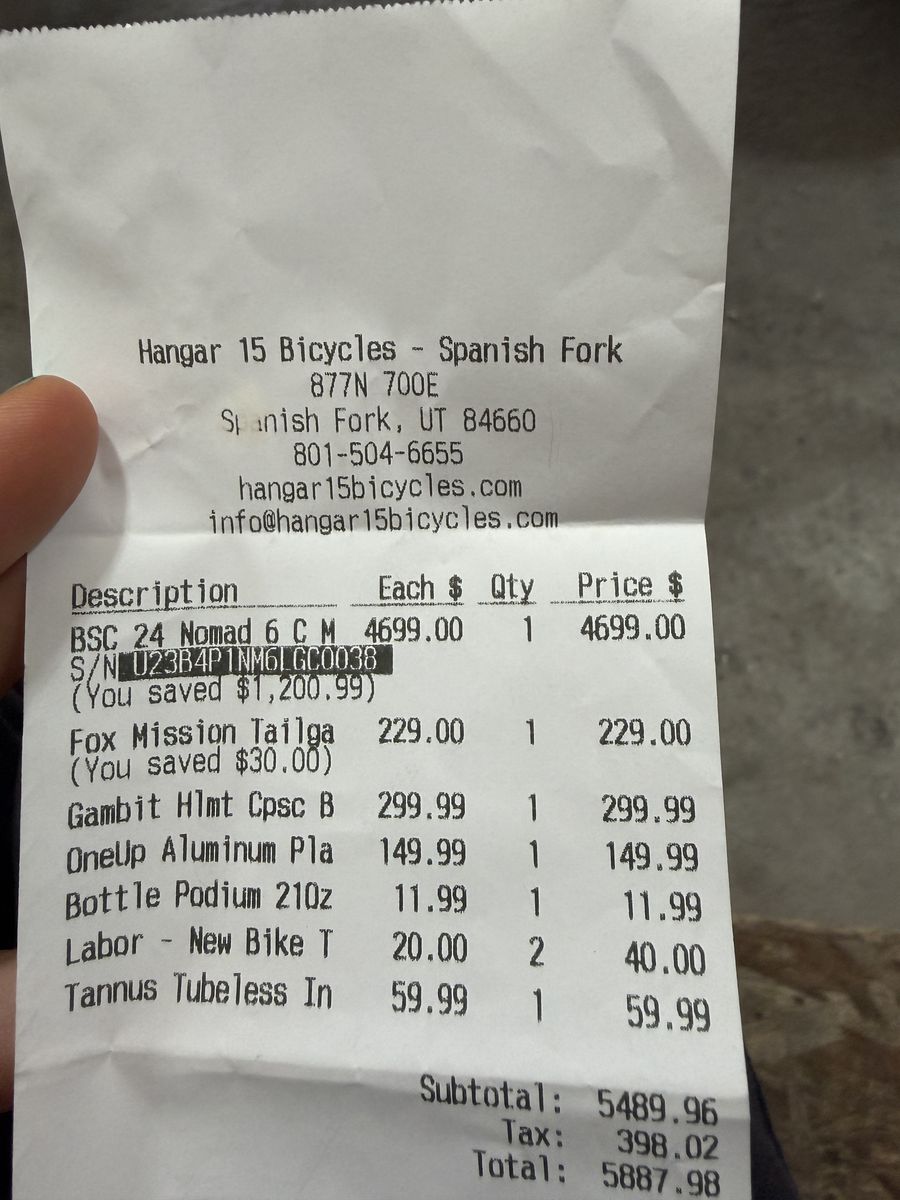 Hangar 15 Bicycles - Spanish Fork
877N 700E
Spanish Fork, UT 84660
801-504-6655
hangar15bicycles.com
info@hangar15bicycles.com
Description Each $ Qty Price $
BSC 24 Nomad 6 C M 4699.00 1 4699.00
S/N U23B4P1NM6LGC0038
(You saved $1,200.99)
Fox Mission Tailga 229.00 1 229.00
(You saved $30.00)
Gambit Hlmt Cpsc B 299.99 1 299.99
OneUp Aluminum Pla 149.99 1 149.99
Bottle Podium 21Oz 11.99 1 11.99
Labor - New Bike T 20.00 2 40.00
Tannus Tubeless In 59.99 1 59.99
Subtotal: 5489.96
Tax: 398.02
Total: 5887.98